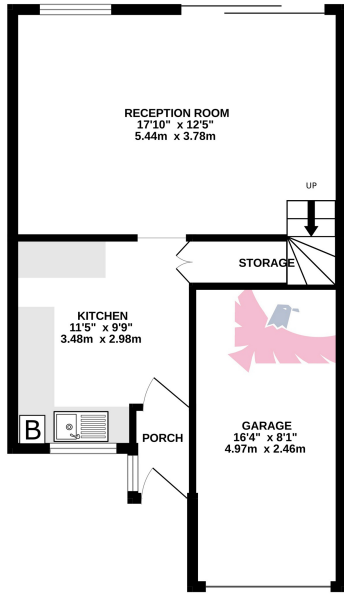 RECEPTION ROOM
17'10" x 12'5"
5.44m x 3.78m
UP
STORAGE
KITCHEN
11'5" x 9'9"
3.48m x 2.98m
B
PORCH
GARAGE
16'4" x 8'1"
4.97m x 2.46m